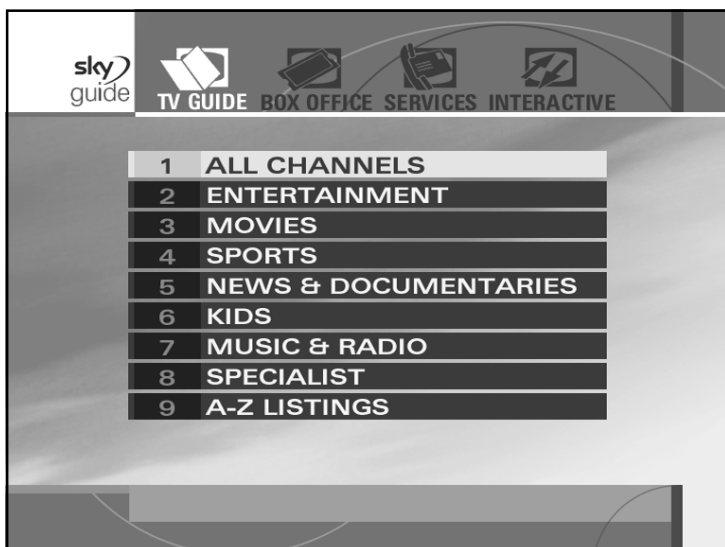 sky
guide
TV GUIDE BOX OFFICE SERVICES INTERACTIVE
1 ALL CHANNELS
2 ENTERTAINMENT
3 MOVIES
4 SPORTS
5 NEWS & DOCUMENTARIES
6 KIDS
7 MUSIC & RADIO
8 SPECIALIST
9 A-Z LISTINGS